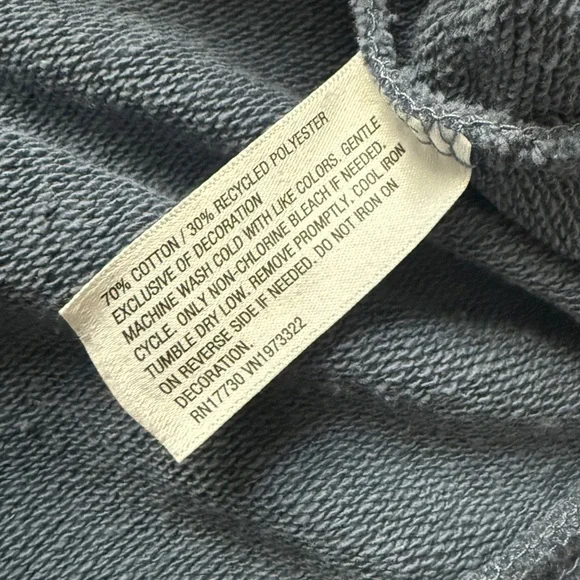 70% COTTON / 30% RECYCLED POLYESTER
EXCLUSIVE OF DECORATION
MACHINE WASH COLD WITH LIKE COLORS. GENTLE
CYCLE. ONLY NON-CHLORINE BLEACH IF NEEDED.
TUMBLE DRY LOW. REMOVE PROMPTLY. COOL IRON
ON REVERSE SIDE IF NEEDED. DO NOT IRON ON
DECORATION.
RN17730 VN1973322